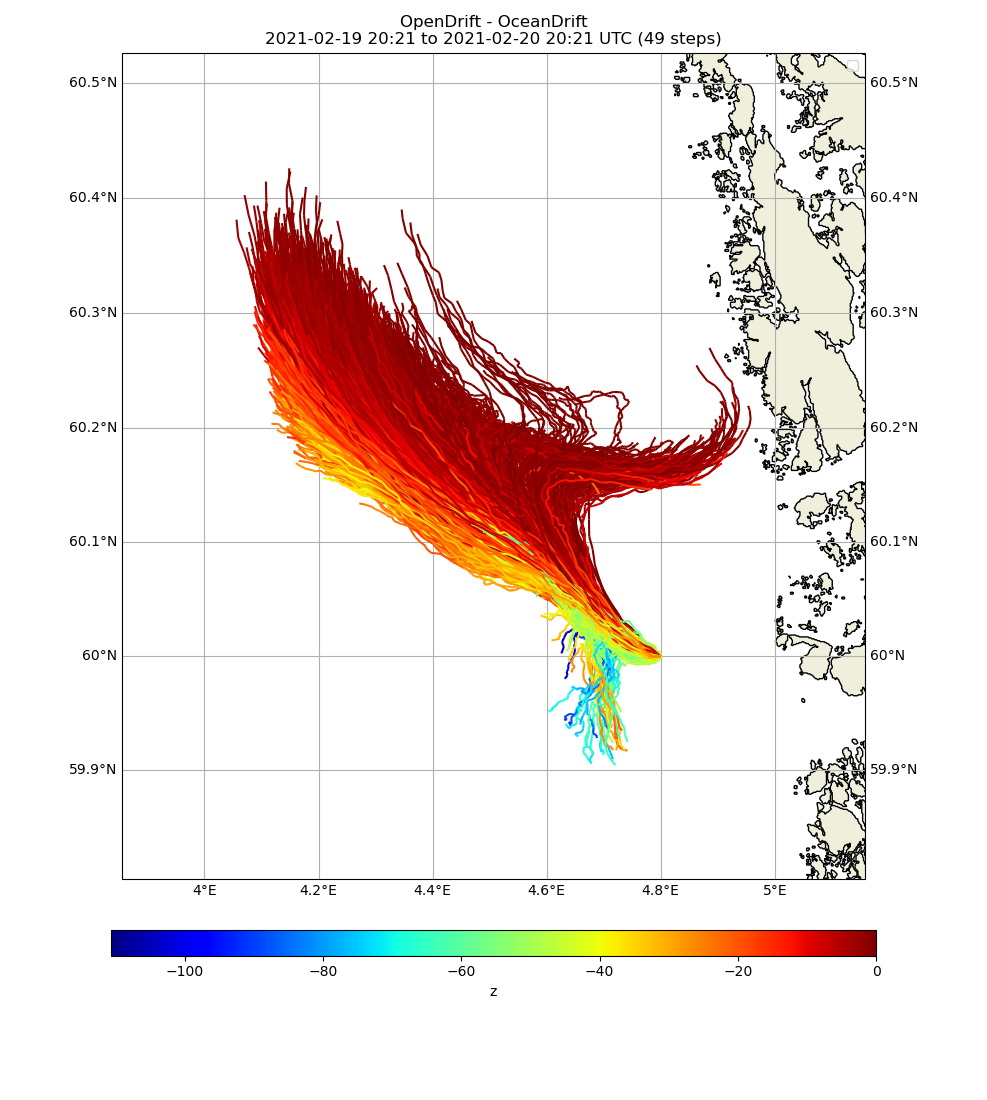 OpenDrift - OceanDrift
2021-02-19 20:21 to 2021-02-20 20:21 UTC (49 steps)
60.5°N 60.5°N
60.4°N 60.4°N
60.3°N 60.3°N
60.2°N 60.2°N
60.1°N 60.1°N
60°N 60°N
59.9°N 59.9°N
4°E 4.2°E 4.4°E 4.6°E 4.8°E 5°E
−100 −80 −60 −40 −20 0
z